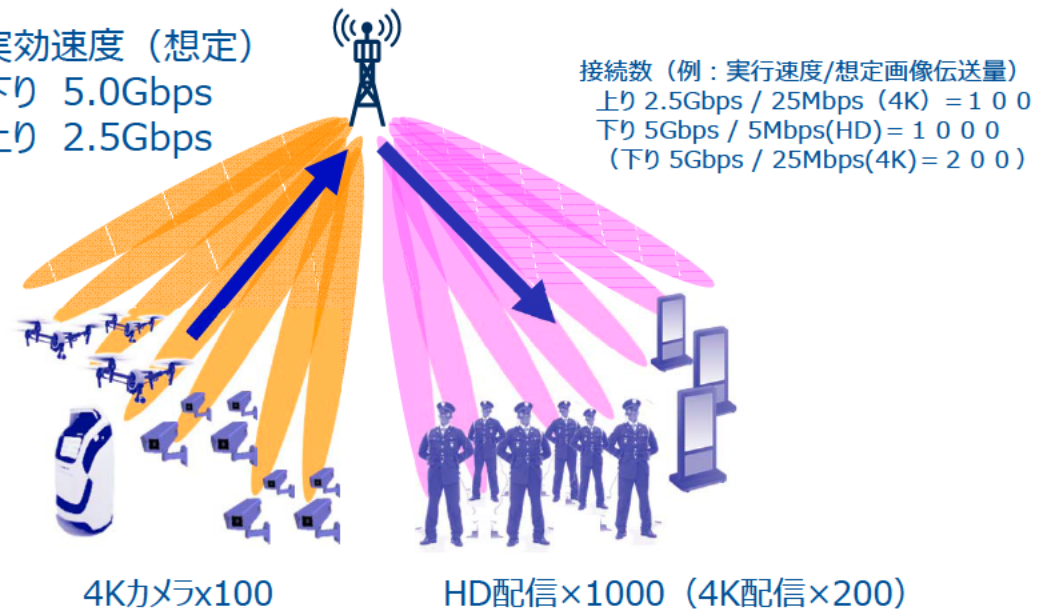 実効速度（想定）
下り 5.0Gbps
上り 2.5Gbps
接続数（例：実行速度/想定画像伝送量）
上り 2.5Gbps / 25Mbps（4K）＝１００
下り 5Gbps / 5Mbps(HD)＝１０００
（下り 5Gbps / 25Mbps(4K)＝２００）
4Kカメラx100
HD配信×1000（4K配信×200）